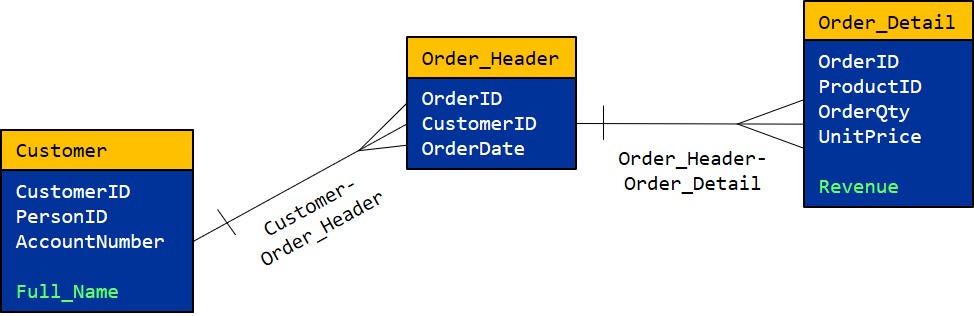 Customer
CustomerID
PersonID
AccountNumber
Full_Name
Customer-
Order_Header
Order_Header
OrderID
CustomerID
OrderDate
Order_Header-
Order_Detail
Order_Detail
OrderID
ProductID
OrderQty
UnitPrice
Revenue